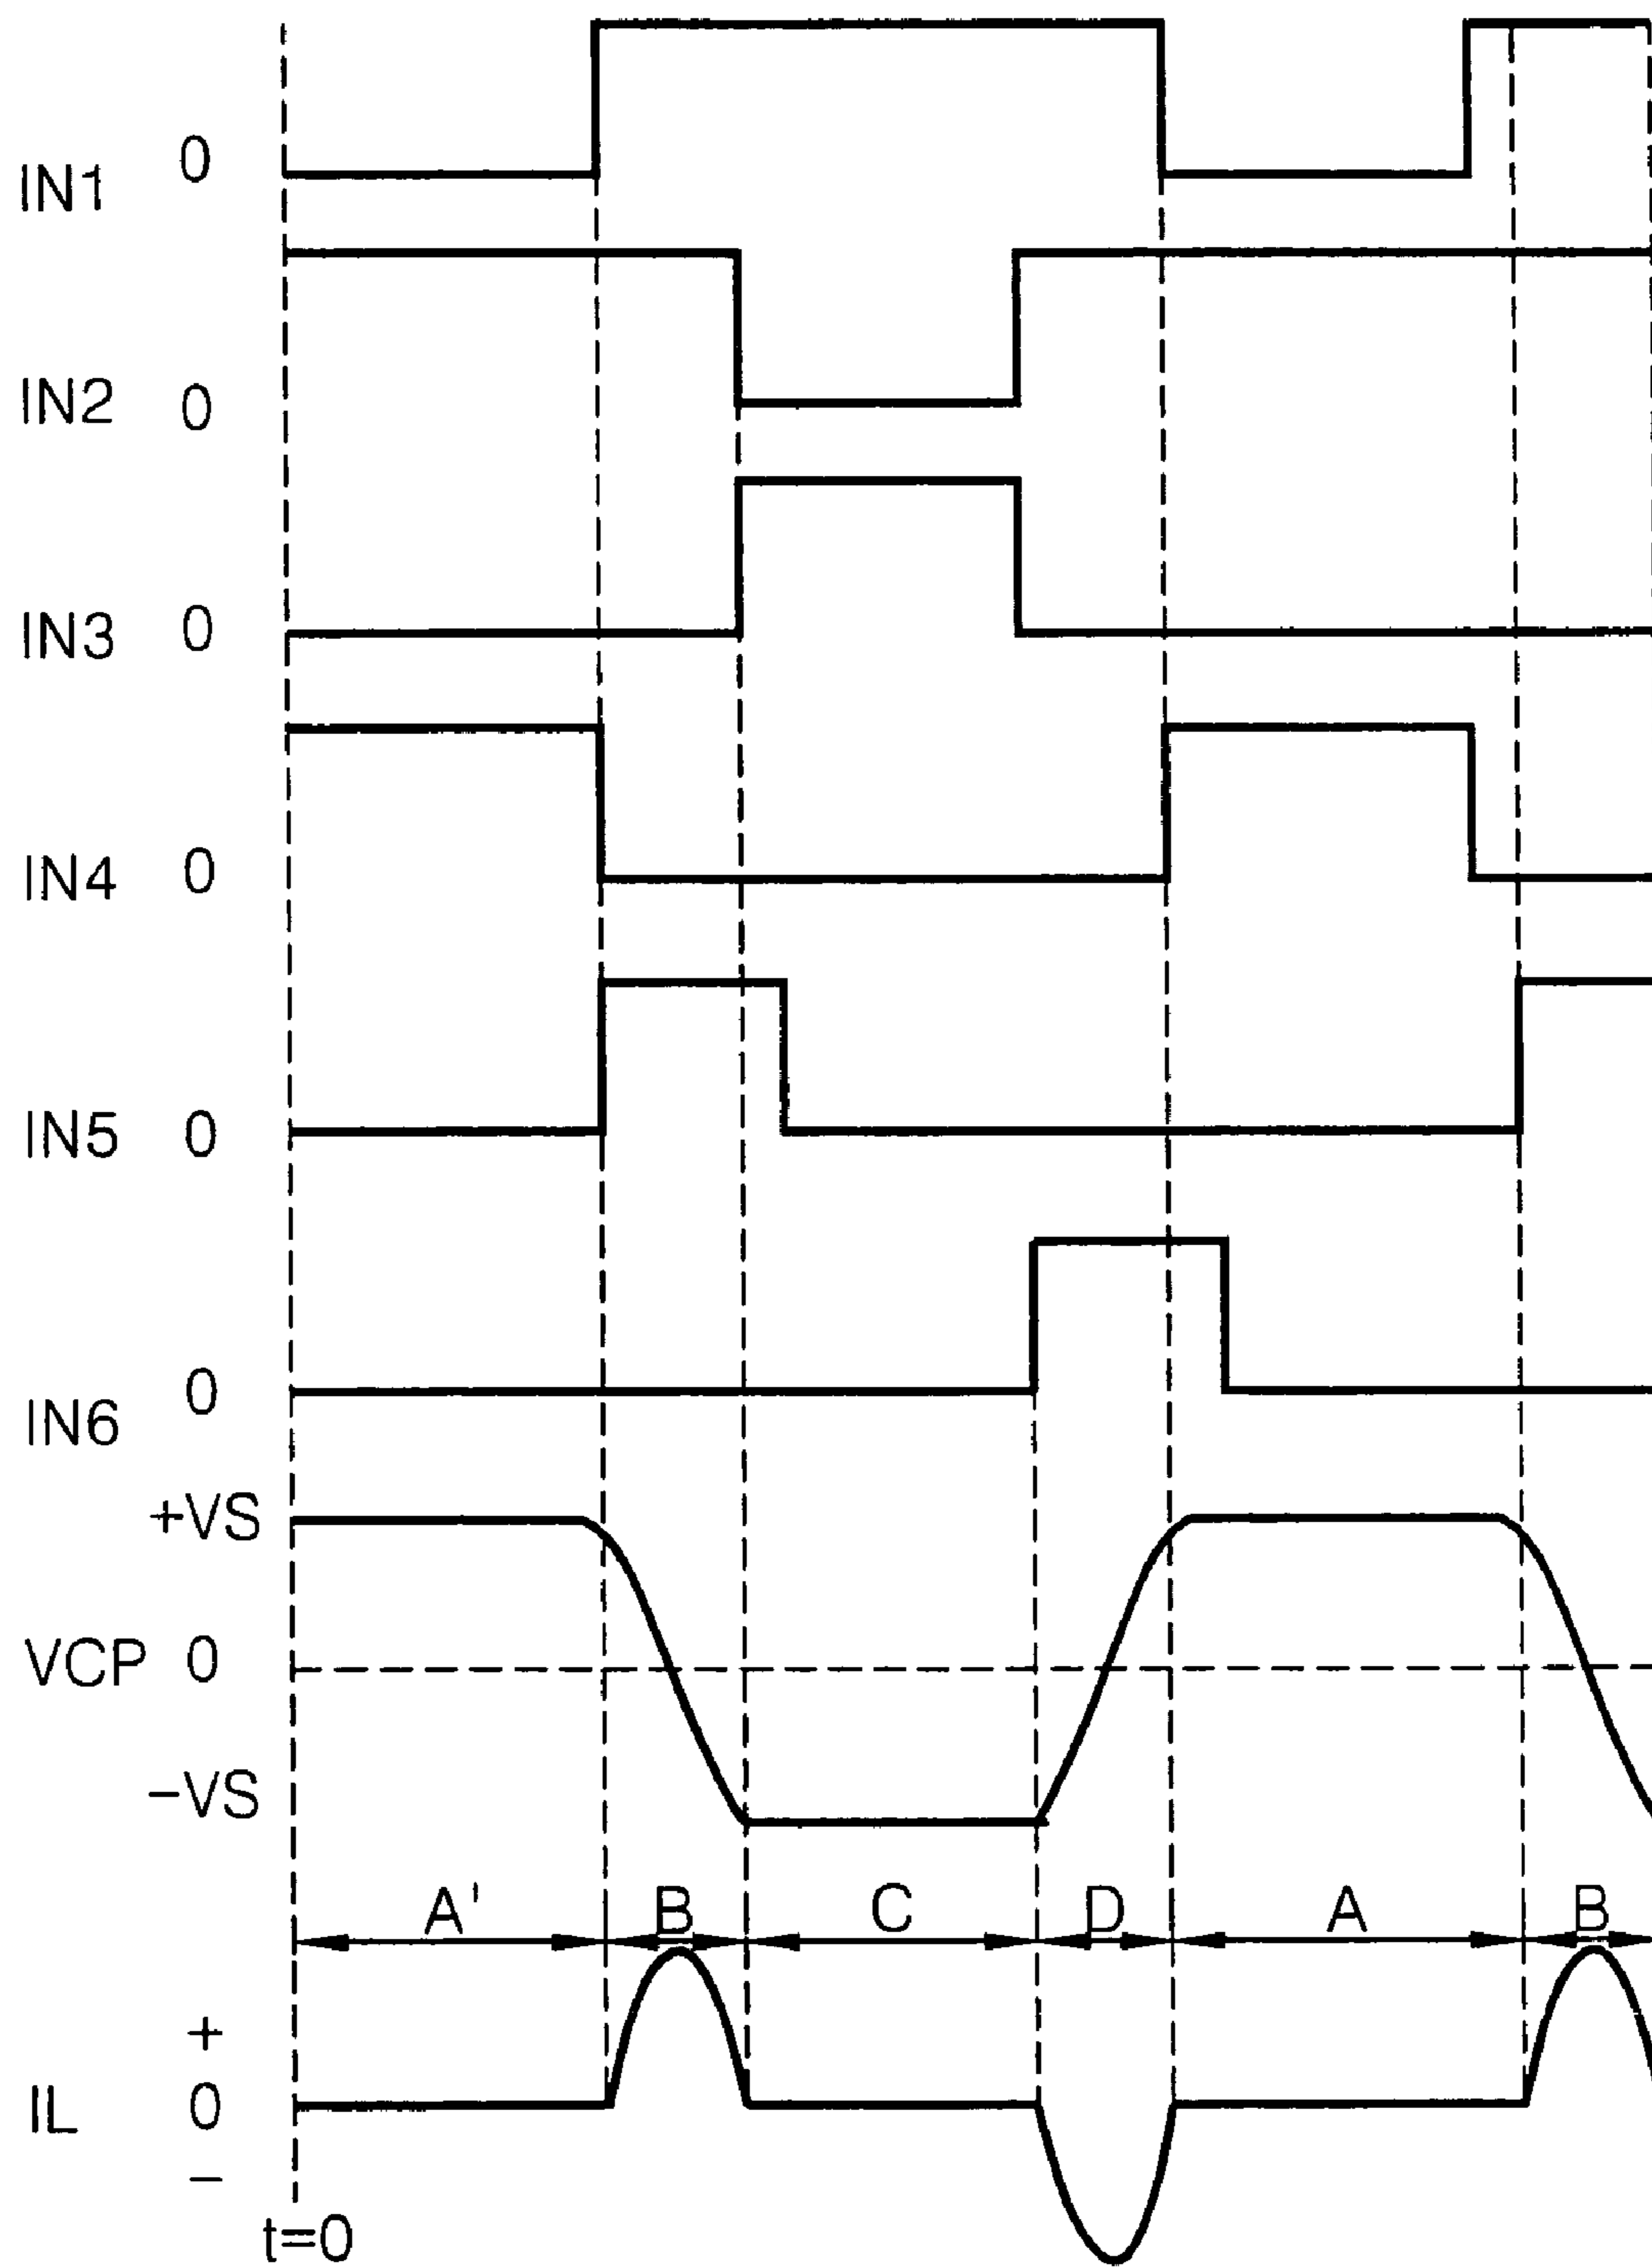 IN1 0
IN2 0
IN3 0
IN4 0
IN5 0
IN6 0
+VS
VCP 0
−VS
A' B C D A B
+
IL 0
−
t=0